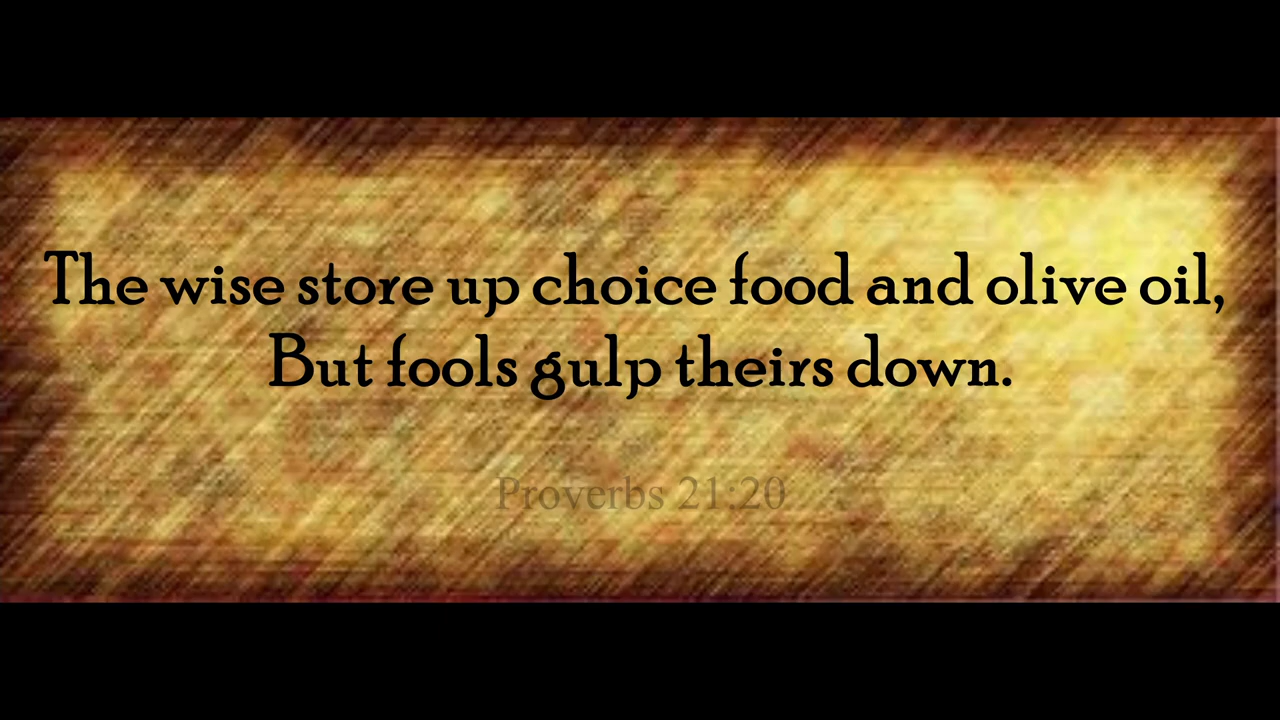 The wise store up choice food and olive oil,
But fools gulp theirs down.
Proverbs 21:20